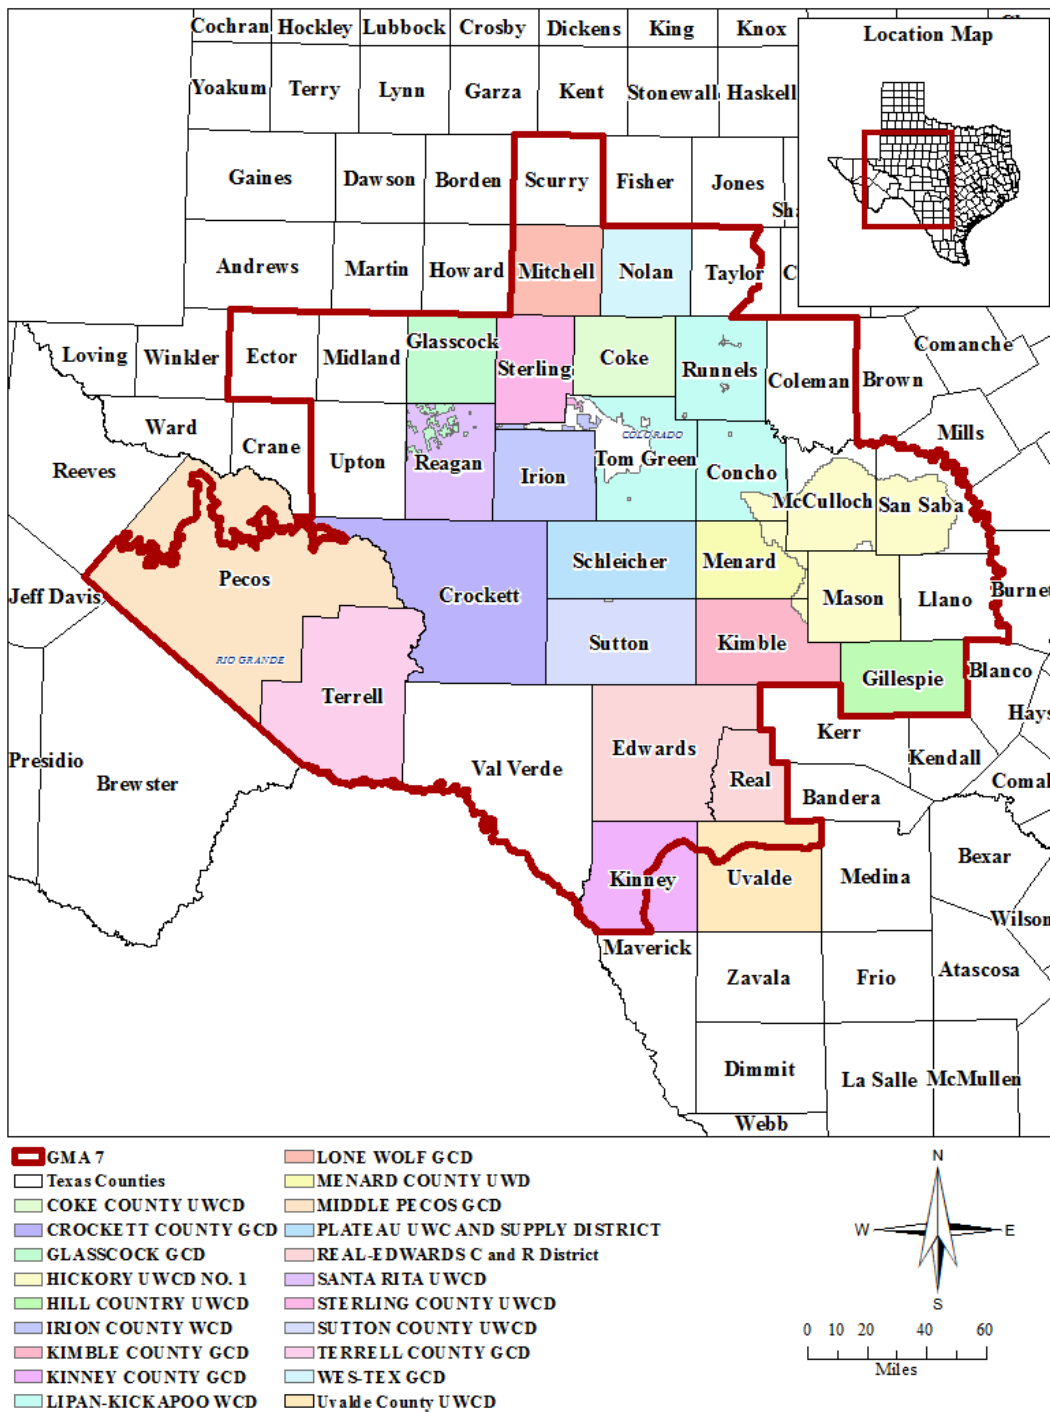 Cochran Hockley Lubbock Crosby Dickens King Knox
Location Map
Yoakum Terry Lynn Garza Kent Stonewall Haskell
Gaines Dawson Borden Scurry Fisher Jones
Sha
Andrews Martin Howard Mitchell Nolan Taylor C
Loving Winkler Ector Midland Glasscock Sterling Coke Runnels Coleman Brown Comanche
Ward Crane Upton Reagan Irion Tom Green Concho McCulloch San Saba Mills
COLORADO
Reeves
Jeff Davis Pecos Crockett Schleicher Menard Mason Llano Burnet
RIO GRANDE
Terrell Sutton Kimble Gillespie Blanco
Hays
Presidio Brewster Val Verde Edwards Real Kerr Kendall
Bandera Comal
Kinney Uvalde Medina Bexar
Wilson
Maverick Zavala Frio Atascosa
Dimmit La Salle McMullen
Webb
GMA 7
Texas Counties
COKE COUNTY UWCD
CROCKETT COUNTY GCD
GLASSCOCK GCD
HICKORY UWCD NO. 1
HILL COUNTRY UWCD
IRION COUNTY WCD
KIMBLE COUNTY GCD
KINNEY COUNTY GCD
LIPAN-KICKAPOO WCD
LONE WOLF GCD
MENARD COUNTY UWD
MIDDLE PECOS GCD
PLATEAU UWC AND SUPPLY DISTRICT
REAL-EDWARDS C and R District
SANTA RITA UWCD
STERLING COUNTY UWCD
SUTTON COUNTY UWCD
TERRELL COUNTY GCD
WES-TEX GCD
Uvalde County UWCD
N
W E
S
0 10 20 40 60
Miles